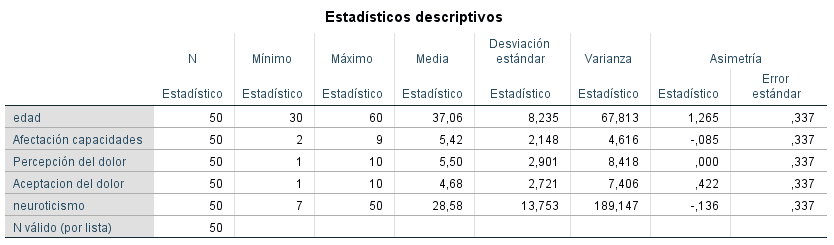 Estadísticos descriptivos
N Mínimo Máximo Media Desviación estándar Varianza Asimetría
Estadístico Estadístico Estadístico Estadístico Estadístico Estadístico Estadístico Error estándar
edad 50 30 60 37,06 8,235 67,813 1,265 ,337
Afectación capacidades 50 2 9 5,42 2,148 4,616 -,085 ,337
Percepción del dolor 50 1 10 5,50 2,901 8,418 ,000 ,337
Aceptacion del dolor 50 1 10 4,68 2,721 7,406 ,422 ,337
neuroticismo 50 7 50 28,58 13,753 189,147 -,136 ,337
N válido (por lista) 50